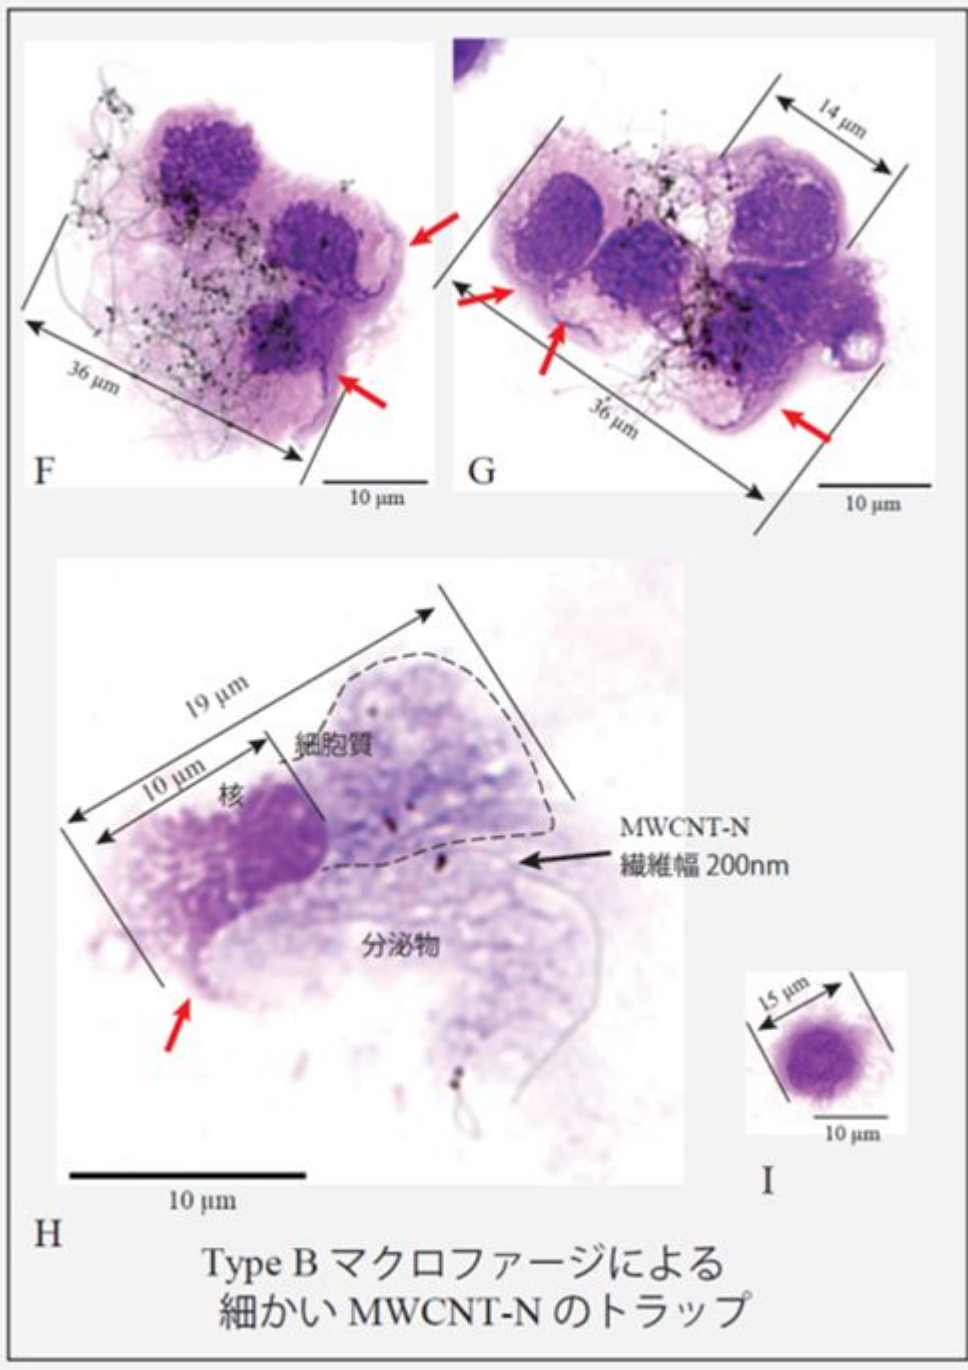 14 μm
36 μm
36 μm
F
10 μm
G
10 μm
19 μm
細胞質
10 μm
核
MWCNT-N
繊維幅 200nm
分泌物
15 μm
10 μm
I
10 μm
H
Type B マクロファージによる
細かい MWCNT-N のトラップ